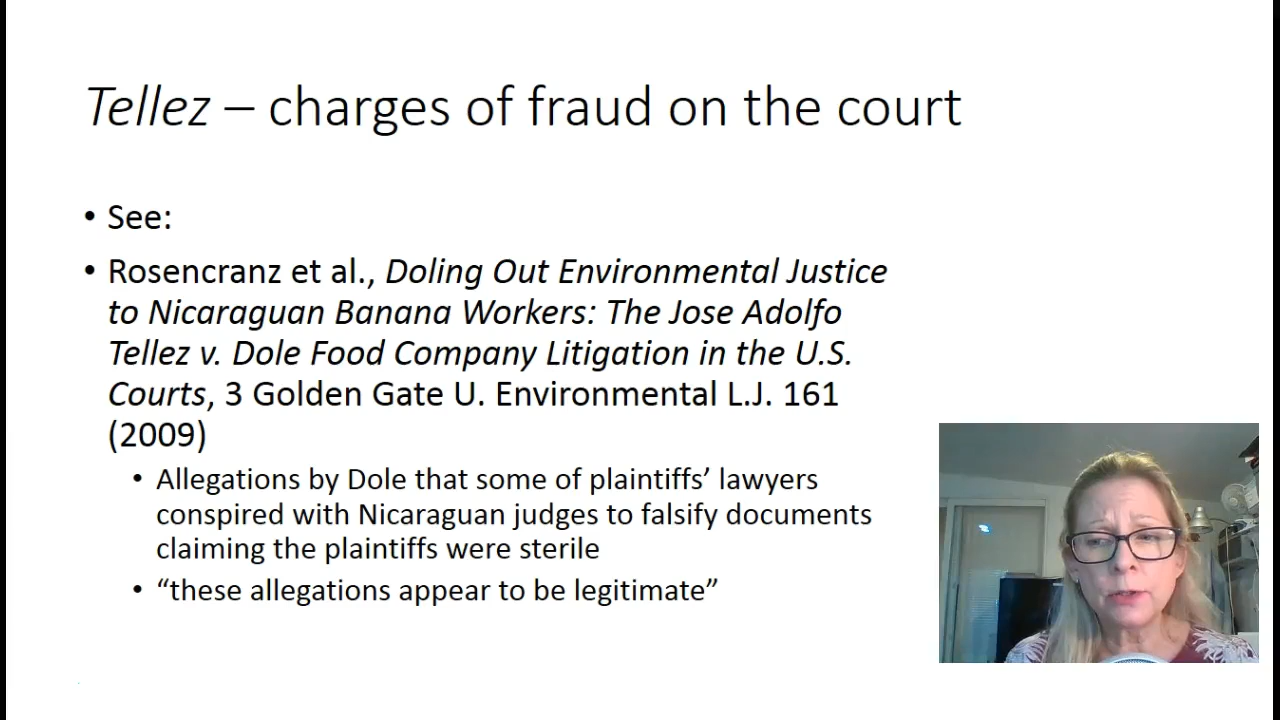 Tellez – charges of fraud on the court
• See:
• Rosencranz et al., Doling Out Environmental Justice
to Nicaraguan Banana Workers: The Jose Adolfo
Tellez v. Dole Food Company Litigation in the U.S.
Courts, 3 Golden Gate U. Environmental L.J. 161
(2009)
• Allegations by Dole that some of plaintiffs’ lawyers
conspired with Nicaraguan judges to falsify documents
claiming the plaintiffs were sterile
• “these allegations appear to be legitimate”